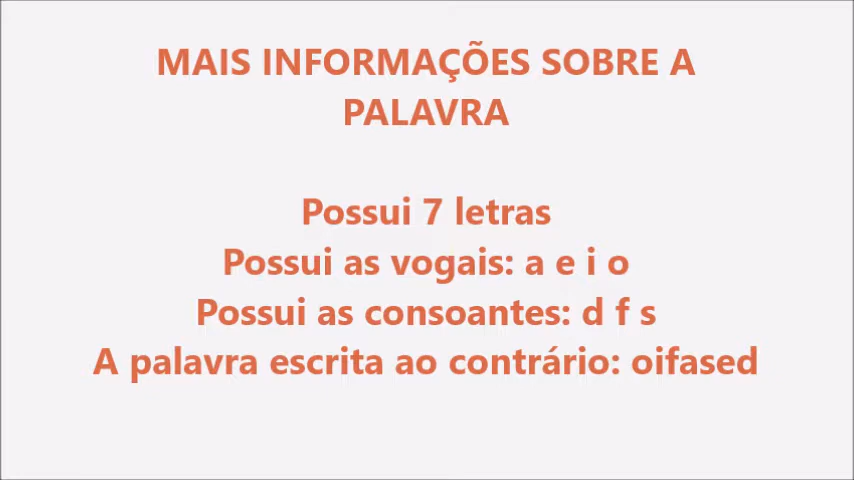 MAIS INFORMAÇÕES SOBRE A
PALAVRA
Possui 7 letras
Possui as vogais: a e i o
Possui as consoantes: d f s
A palavra escrita ao contrário: oifased